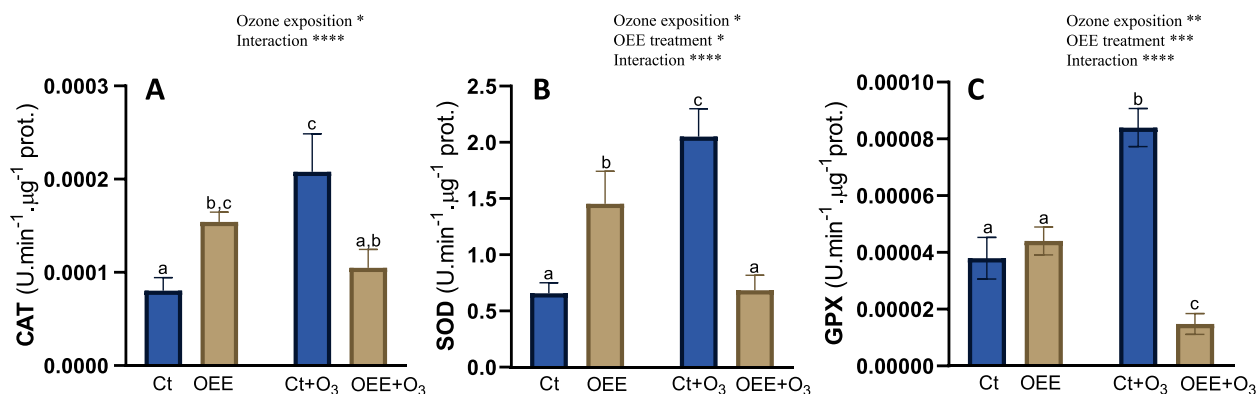 Ozone exposition *
Interaction ****
A
CAT (U.min⁻¹.µg⁻¹ prot.)
0.0003
0.0002
0.0001
0.0000
a
b,c
c
a,b
Ct OEE Ct+O₃ OEE+O₃
Ozone exposition *
OEE treatment *
Interaction ****
B
SOD (U.min⁻¹.µg⁻¹ prot.)
2.5
2.0
1.5
1.0
0.5
0.0
a
b
c
a
Ct OEE Ct+O₃ OEE+O₃
Ozone exposition **
OEE treatment ***
Interaction ****
C
GPX (U.min⁻¹.µg⁻¹prot.)
0.00010
0.00008
0.00006
0.00004
0.00002
0.00000
a
a
b
c
Ct OEE Ct+O₃ OEE+O₃